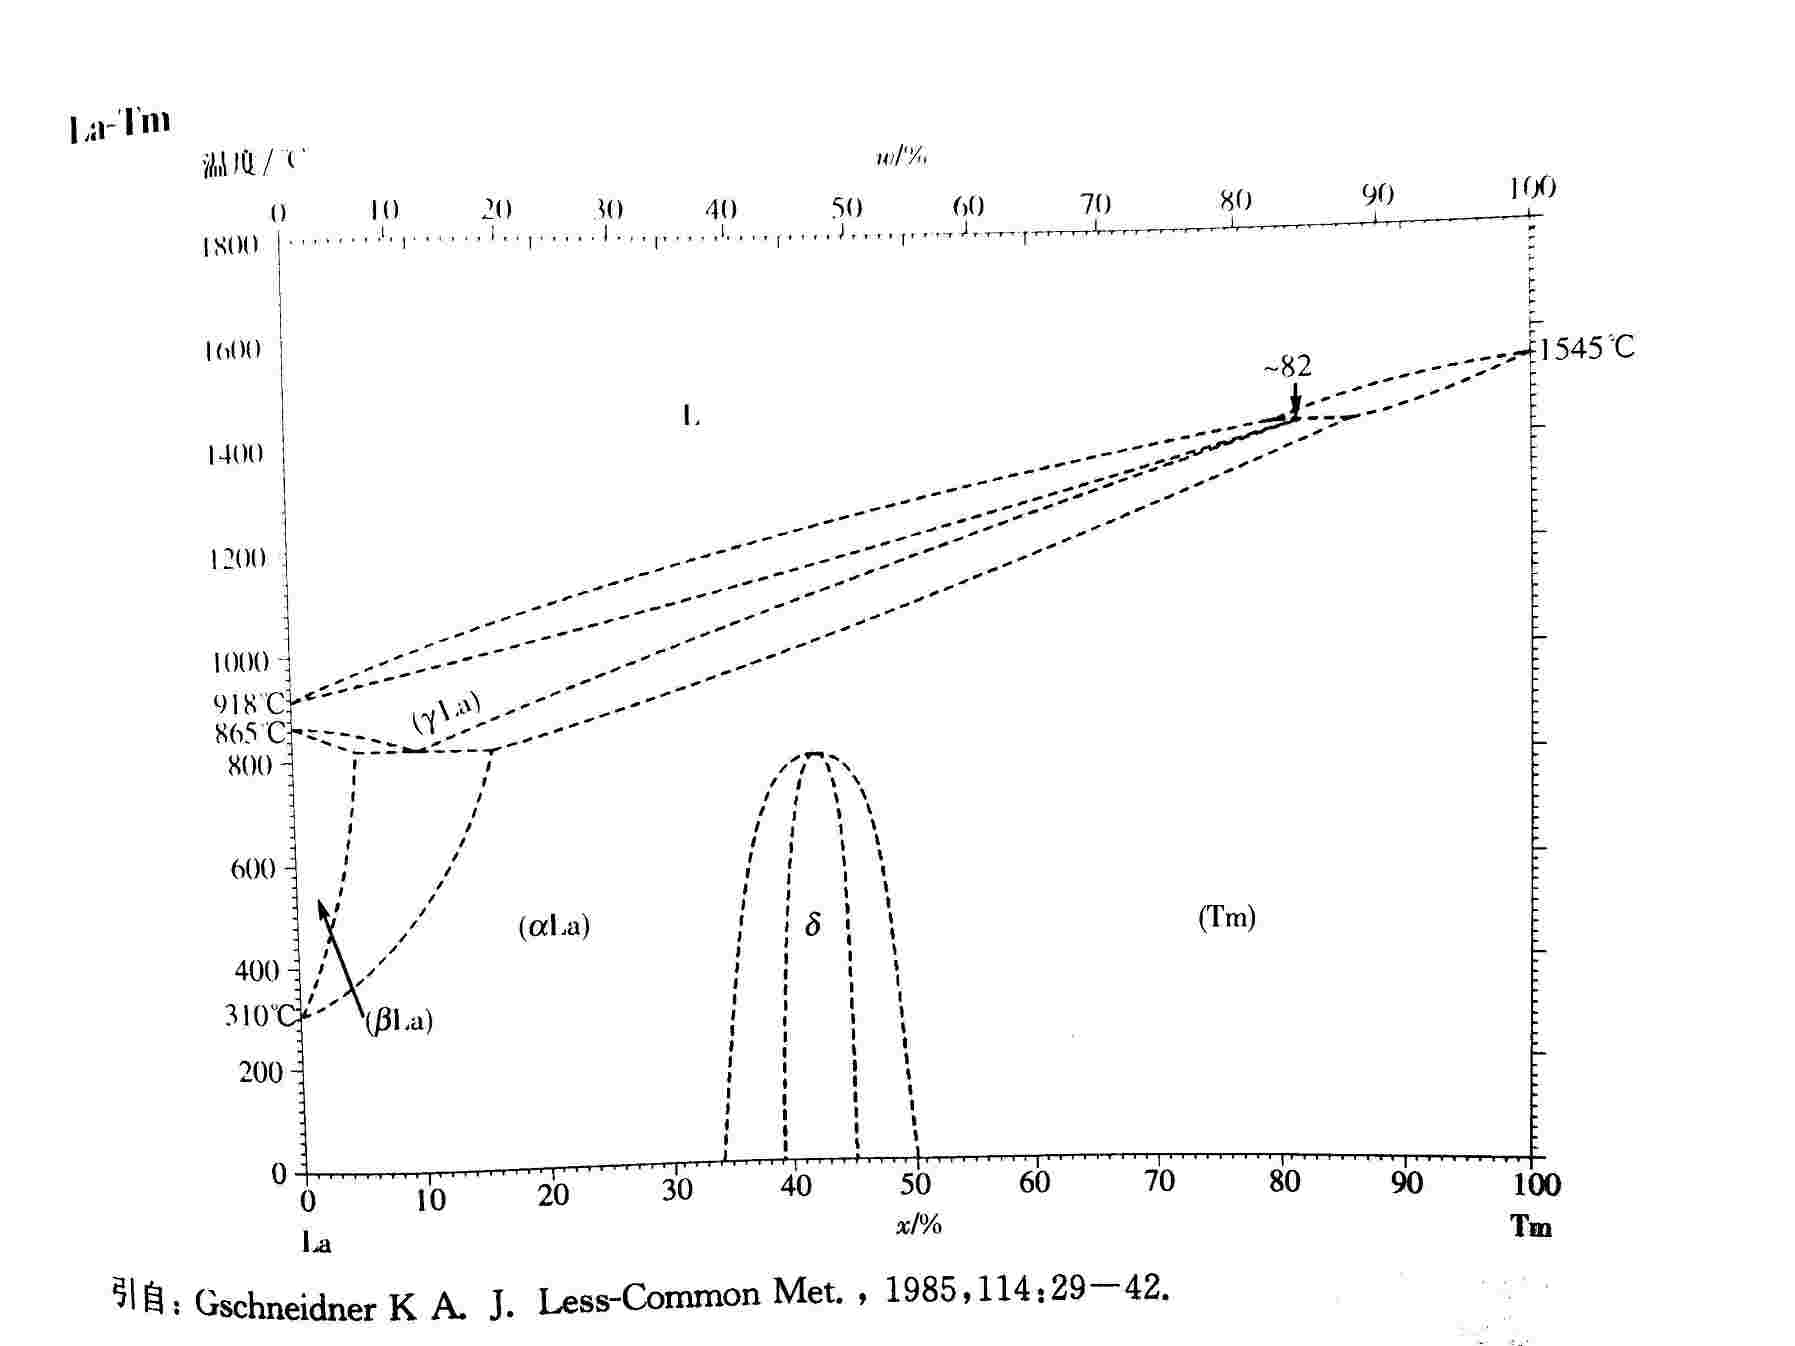 La-Tm
温度/℃
w/%
0 10 20 30 40 50 60 70 80 90 100
1800
1600
1545℃
~82
L
1400
1200
1000
918℃
(γLa)
865℃
800
600
(αLa)
δ
(Tm)
400
310℃
(βLa)
200
0
0 10 20 30 40 50 60 70 80 90 100
La
x/%
Tm
引自: Gschneidner K A. J. Less-Common Met. , 1985,114:29—42.